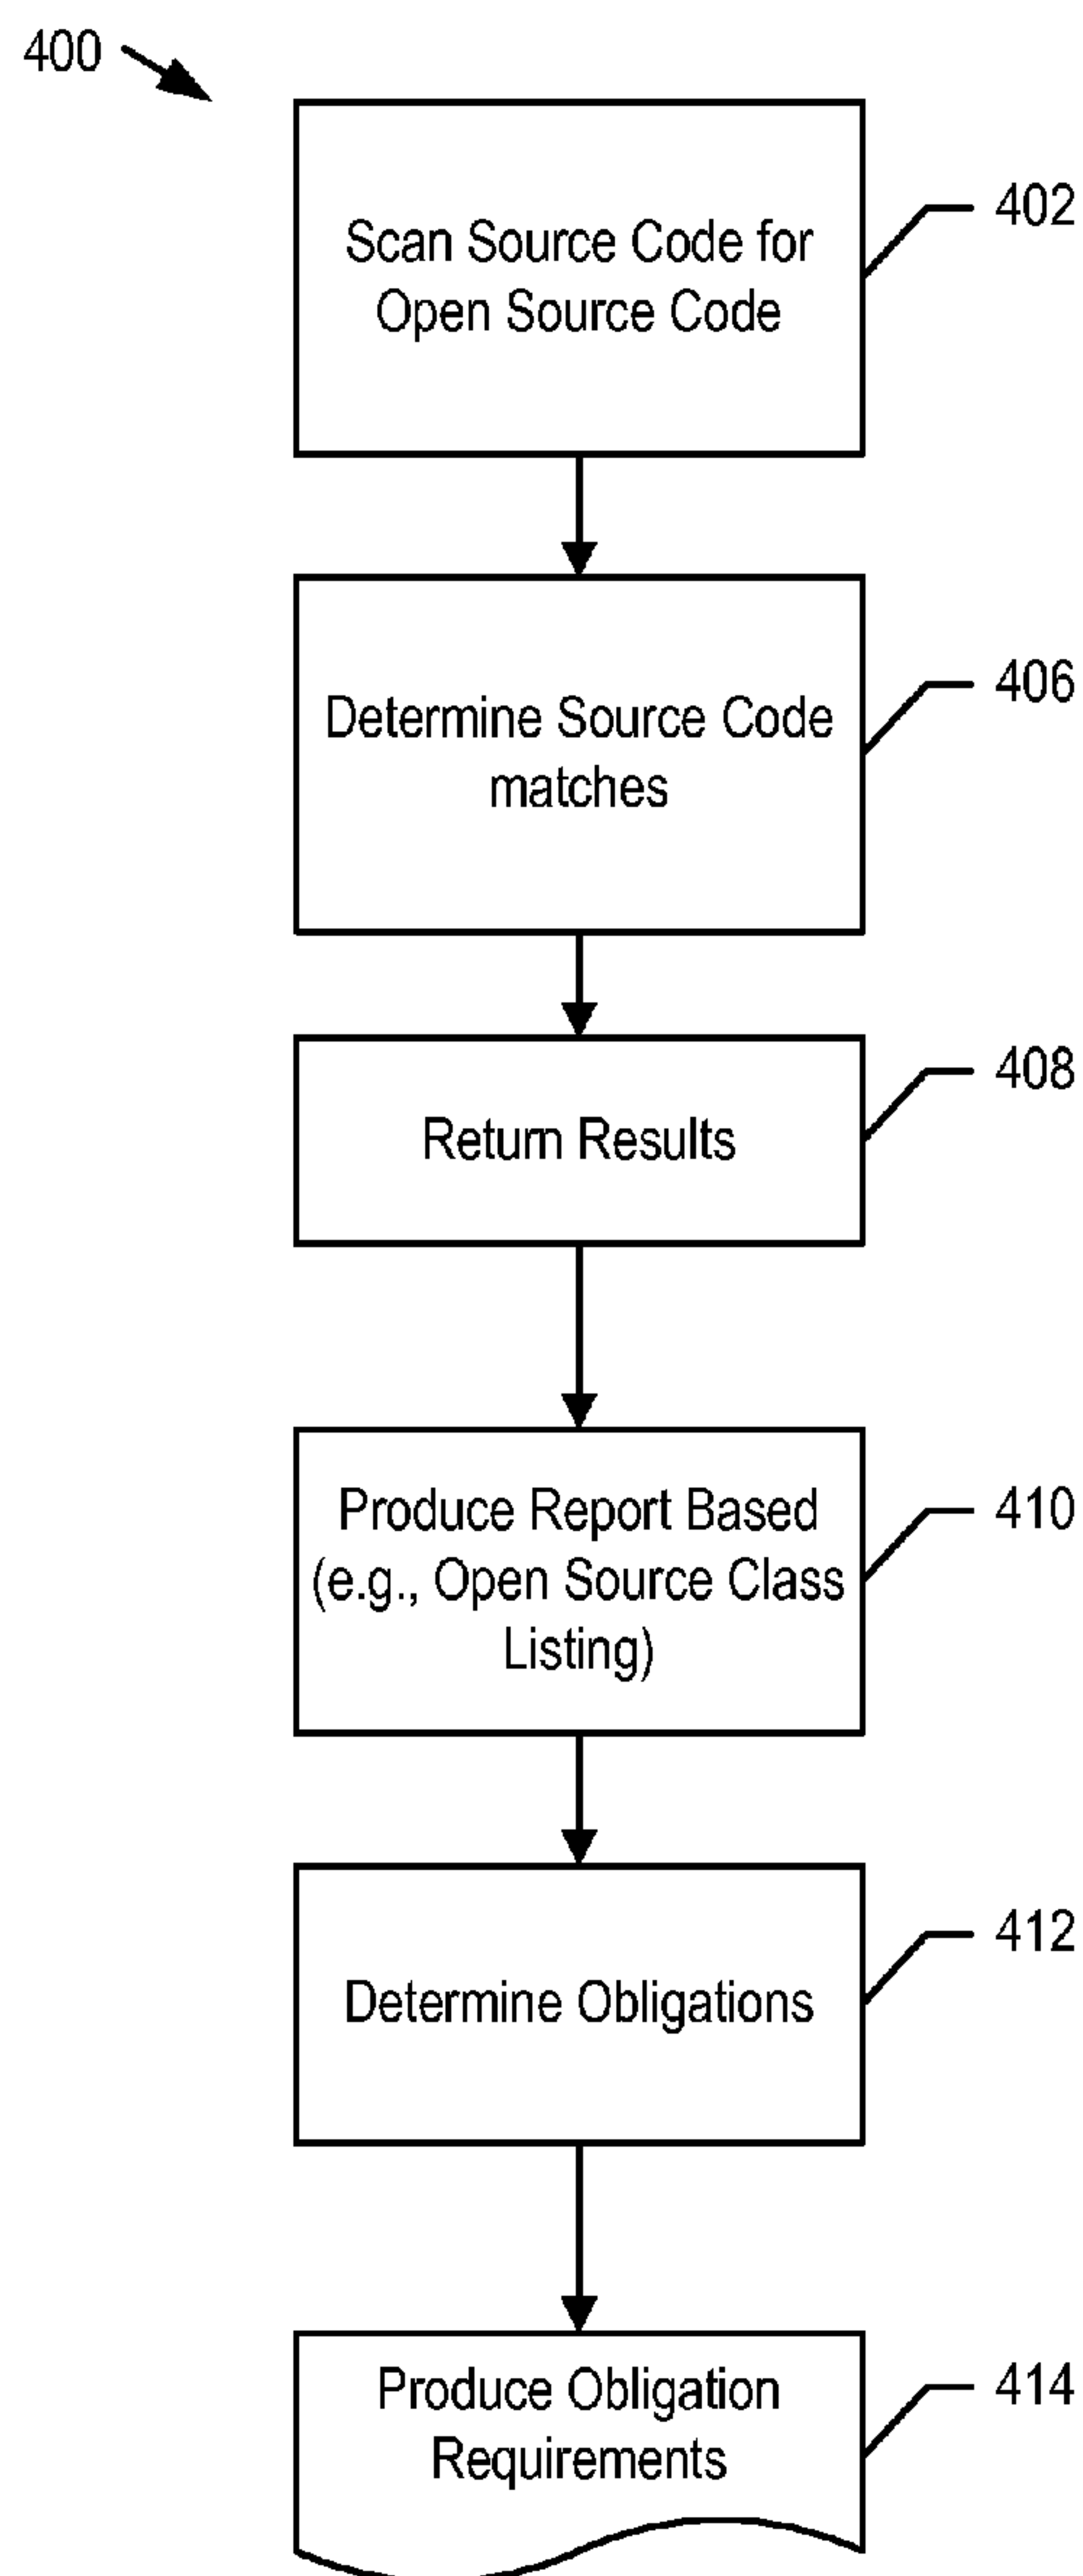 400
Scan Source Code for
Open Source Code
402
Determine Source Code
matches
406
Return Results
408
Produce Report Based
(e.g., Open Source Class
Listing)
410
Determine Obligations
412
Produce Obligation
Requirements
414